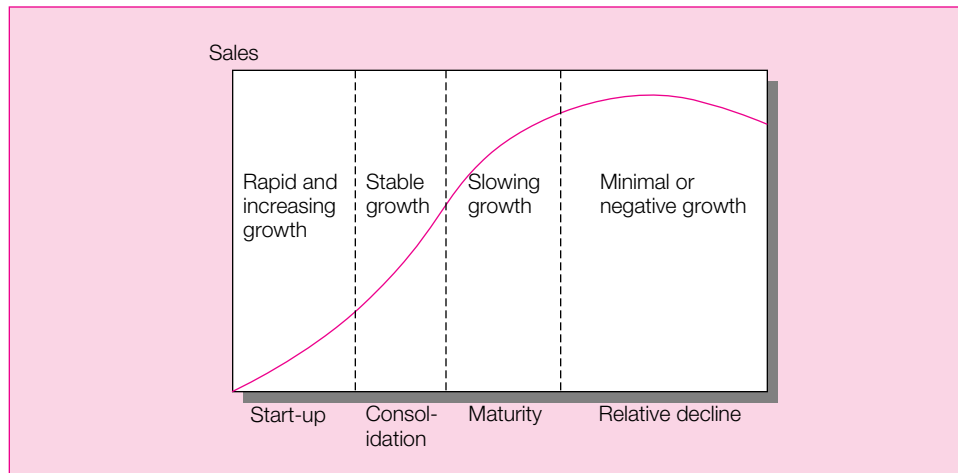 Sales
Rapid and
increasing
growth
Stable
growth
Slowing
growth
Minimal or
negative growth
Start-up
Consol-
idation
Maturity
Relative decline